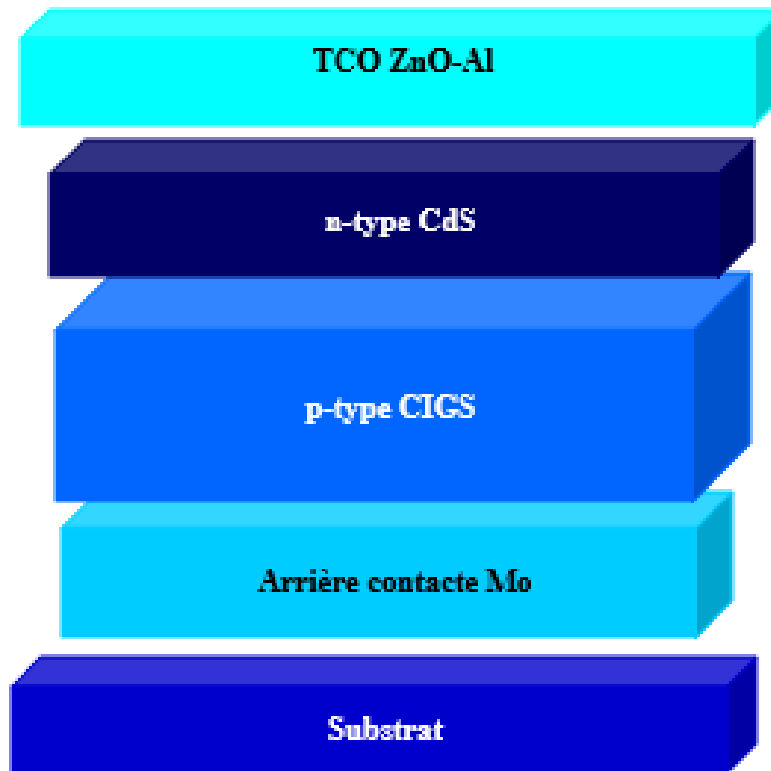 TCO ZnO-Al
n-type CdS
p-type CIGS
Arrière contacte Mo
Substrat